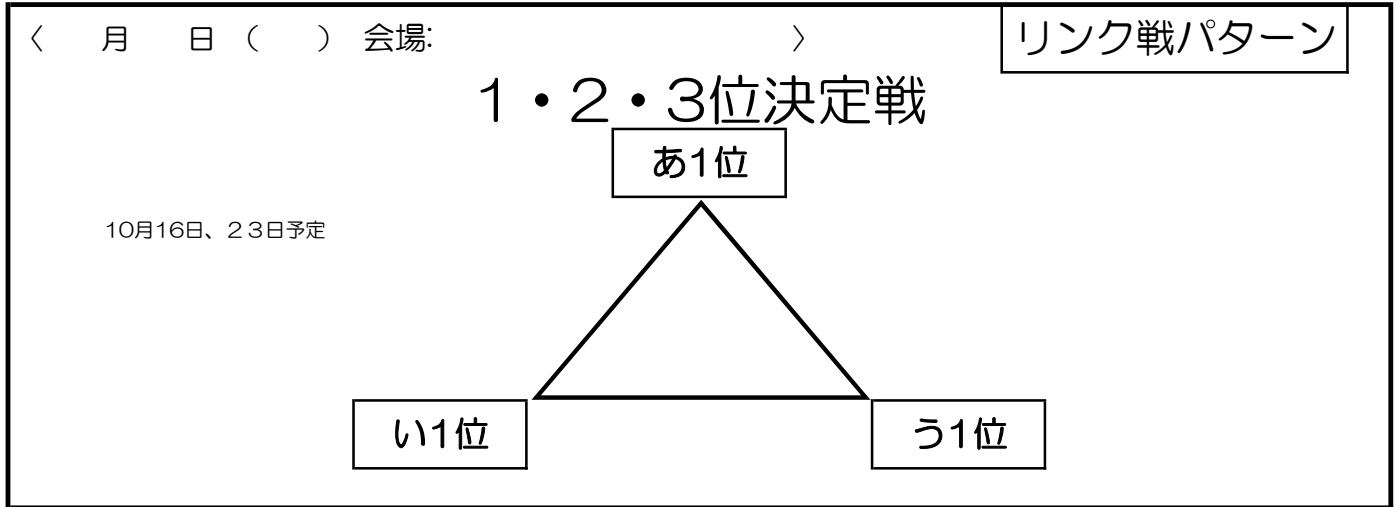 〈　　月　　日（　　）会場:　　　　　　　　　　　　〉
リンク戦パターン
１・２・３位決定戦
あ1位
10月16日、２３日予定
い1位
う1位